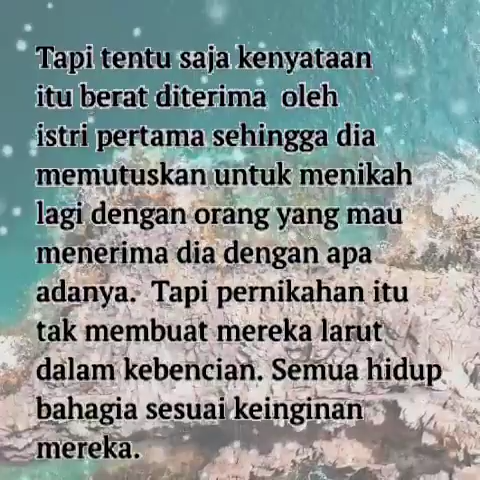 Tapi tentu saja kenyataan
itu berat diterima oleh
istri pertama sehingga dia
memutuskan untuk menikah
lagi dengan orang yang mau
menerima dia dengan apa
adanya. Tapi pernikahan itu
tak membuat mereka larut
dalam kebencian. Semua hidup
bahagia sesuai keinginan
mereka.